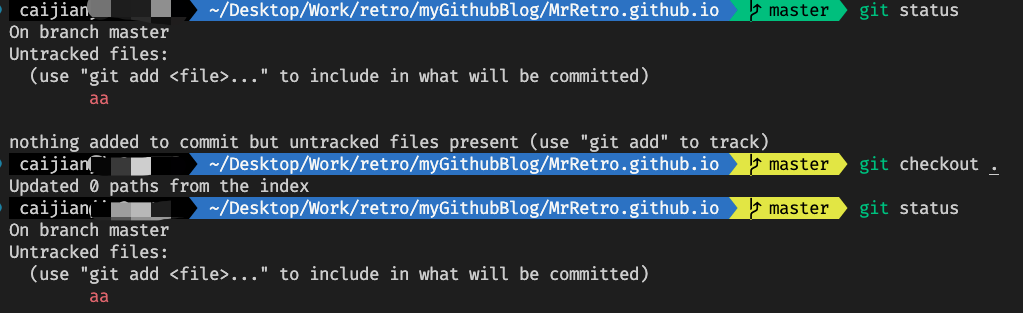 caijian ~/Desktop/Work/retro/myGithubBlog/MrRetro.github.io master git status
On branch master
Untracked files:
(use "git add <file>..." to include in what will be committed)
aa
nothing added to commit but untracked files present (use "git add" to track)
caijian ~/Desktop/Work/retro/myGithubBlog/MrRetro.github.io master git checkout .
Updated 0 paths from the index
caijian ~/Desktop/Work/retro/myGithubBlog/MrRetro.github.io master git status
On branch master
Untracked files:
(use "git add <file>..." to include in what will be committed)
aa